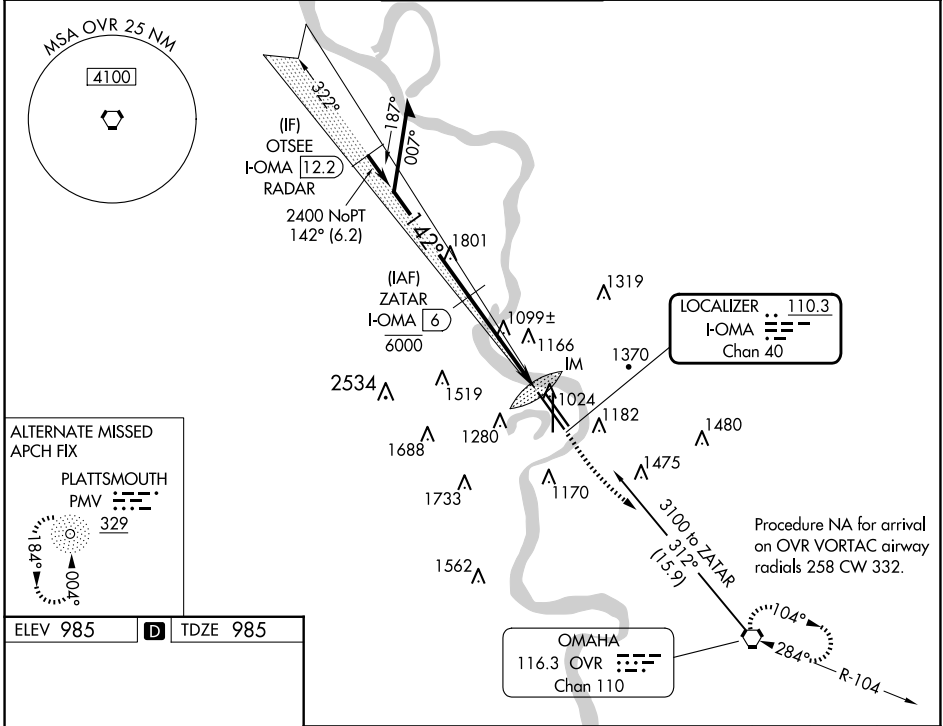 MSA OVR 25 NM
4100
322°
187°
007°
(IF)
OTSEE
I-OMA 12.2
RADAR
2400 NoPT
142° (6.2)
142°
1801
(IAF)
ZATAR
I-OMA 6
6000
1319
1099±
1166
IM
1370
LOCALIZER 110.3
I-OMA
Chan 40
2534
1519
1024
1182
1480
1280
1688
1475
1733
1170
1562
ALTERNATE MISSED
APCH FIX
PLATTSMOUTH
PMV
329
184°
004°
3100 to ZATAR
312°
(15.9)
Procedure NA for arrival
on OVR VORTAC airway
radials 258 CW 332.
104°
284°
R-104
OMAHA
116.3 OVR
Chan 110
ELEV 985 D TDZE 985